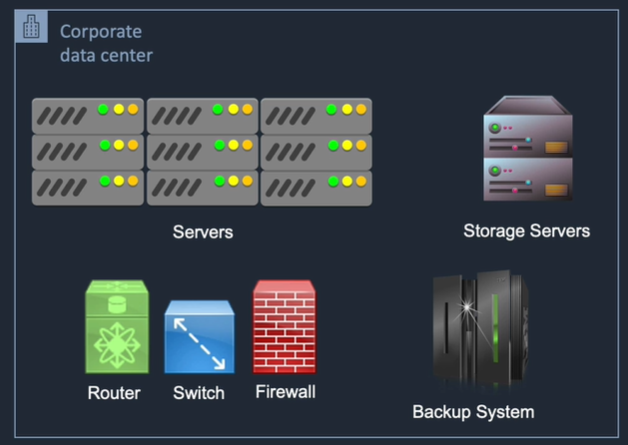 Corporate
data center
Servers
Storage Servers
Router
Switch
Firewall
Backup System